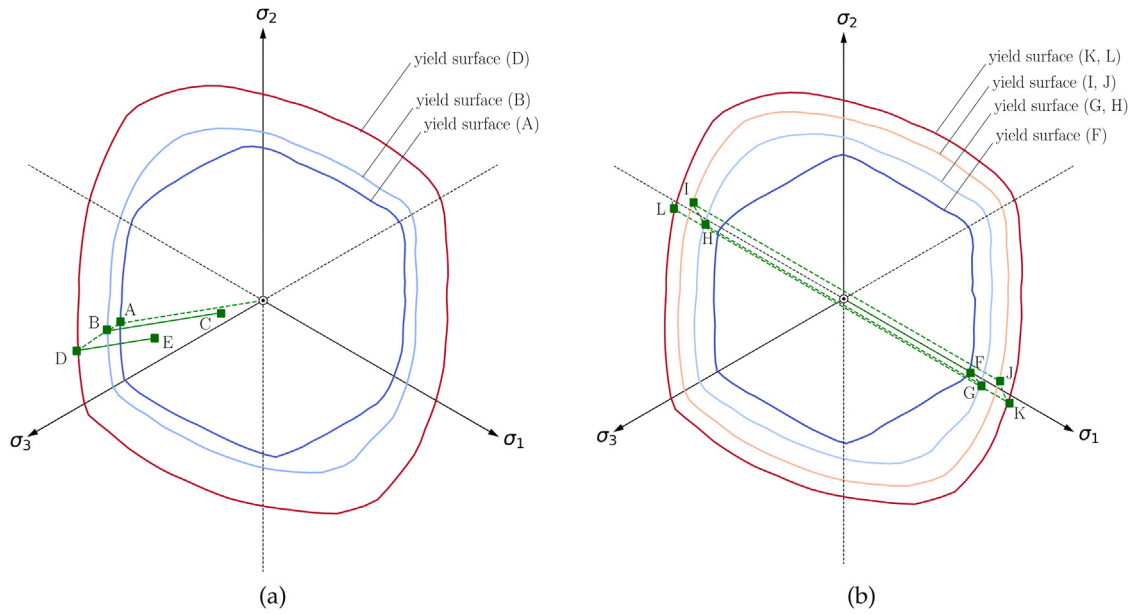 σ₂
yield surface (D)
yield surface (B)
yield surface (A)
A
B
C
D
E
σ₃
σ₁
(a)
σ₂
yield surface (K, L)
yield surface (I, J)
yield surface (G, H)
yield surface (F)
I
L
H
F
J
G
K
σ₃
σ₁
(b)